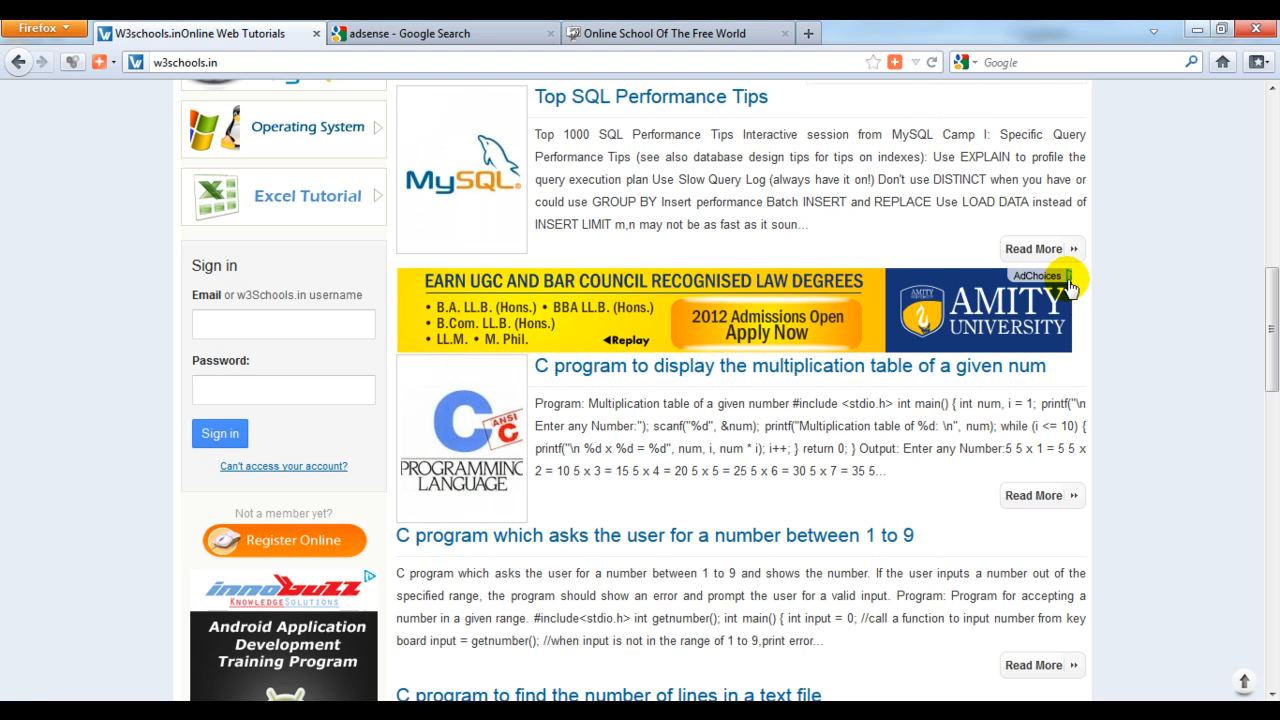 Firefox
W3schools.inOnline Web Tutorials
adsense - Google Search
Online School Of The Free World
w3schools.in
Google
Operating System
Excel Tutorial
Sign in
Email or w3Schools.in username
Password:
Sign in
Can't access your account?
Not a member yet?
Register Online
innobuzz
KNOWLEDGESOLUTIONS
Android Application
Development
Training Program
Top SQL Performance Tips
MySQL
Top 1000 SQL Performance Tips Interactive session from MySQL Camp I: Specific Query
Performance Tips (see also database design tips for tips on indexes): Use EXPLAIN to profile the
query execution plan Use Slow Query Log (always have it on!) Don't use DISTINCT when you have or
could use GROUP BY Insert performance Batch INSERT and REPLACE Use LOAD DATA instead of
INSERT LIMIT m,n may not be as fast as it soun...
Read More
EARN UGC AND BAR COUNCIL RECOGNISED LAW DEGREES
• B.A. LL.B. (Hons.) • BBA LL.B. (Hons.)
• B.Com. LL.B. (Hons.)
• LL.M. • M. Phil.
Replay
2012 Admissions Open
Apply Now
AdChoices
AMITY
UNIVERSITY
C program to display the multiplication table of a given num
C
ANSI
C
PROGRAMMING
LANGUAGE
Program: Multiplication table of a given number #include <stdio.h> int main() { int num, i = 1; printf("\n
Enter any Number:"); scanf("%d", &num); printf("Multiplication table of %d: \n", num); while (i <= 10) {
printf("\n %d x %d = %d", num, i, num * i); i++; } return 0; } Output: Enter any Number:5 5 x 1 = 5 5 x
2 = 10 5 x 3 = 15 5 x 4 = 20 5 x 5 = 25 5 x 6 = 30 5 x 7 = 35 5...
Read More
C program which asks the user for a number between 1 to 9
C program which asks the user for a number between 1 to 9 and shows the number. If the user inputs a number out of the
specified range, the program should show an error and prompt the user for a valid input. Program: Program for accepting a
number in a given range. #include<stdio.h> int getnumber(); int main() { int input = 0; //call a function to input number from key
board input = getnumber(); //when input is not in the range of 1 to 9,print error...
Read More
C program to find the number of lines in a text file